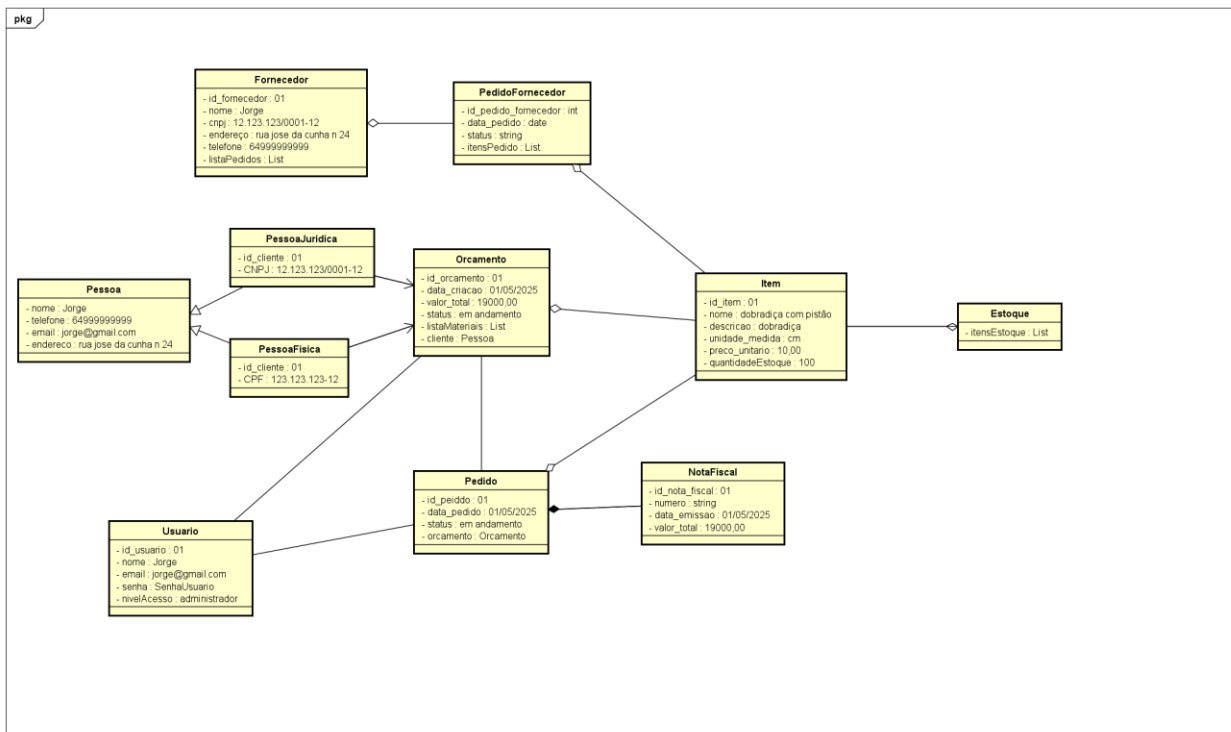 pkg
Fornecedor
- id_fornecedor : 01
- nome : Jorge
- cnpj : 12.123.123/0001-12
- endereço : rua jose da cunha n 24
- telefone : 64999999999
- listaPedidos : List
PedidoFornecedor
- id_pedido_fornecedor : int
- data_pedido : date
- status : string
- itensPedido : List
PessoaJuridica
- id_cliente : 01
- CNPJ : 12.123.123/0001-12
Pessoa
- nome : Jorge
- telefone : 64999999999
- email : jorge@gmail.com
- endereco : rua jose da cunha n 24
PessoaFisica
- id_cliente : 01
- CPF : 123.123.123-12
Orcamento
- id_orcamento : 01
- data_criacao : 01/05/2025
- valor_total : 19000,00
- status : em andamento
- listaMateriais : List
- cliente : Pessoa
Item
- id_item : 01
- nome : dobradiça com pistão
- descricao : dobradiça
- unidade_medida : cm
- preco_unitario : 10,00
- quantidadeEstoque : 100
Estoque
- itensEstoque : List
Pedido
- id_peiddo : 01
- data_pedido : 01/05/2025
- status : em andamento
- orcamento : Orcamento
NotaFiscal
- id_nota_fiscal : 01
- numero : string
- data_emissao : 01/05/2025
- valor_total : 19000,00
Usuario
- id_usuario : 01
- nome : Jorge
- email : jorge@gmail.com
- senha : SenhaUsuario
- nivelAcesso : administrador